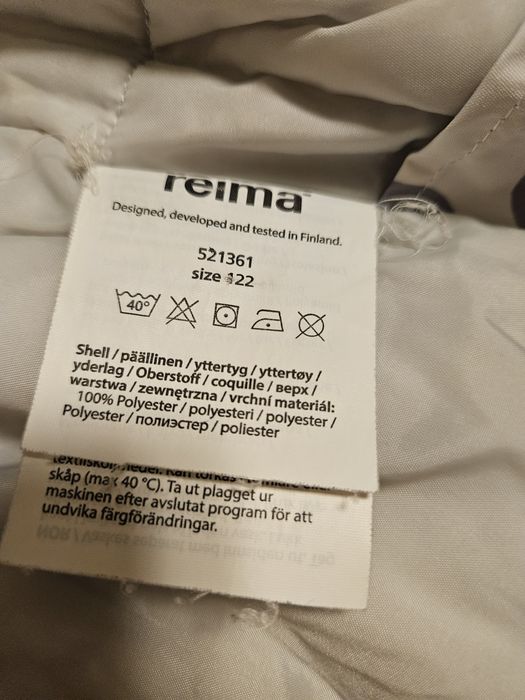 reima
Designed, developed and tested in Finland.
521361
size 122
40°
Shell / päällinen / yttertyg / yttertøy /
yderlag / Oberstoff / coquille / верх /
warstwa / zewnętrzna / vrchní materiál:
100% Polyester / polyesteri / polyester /
Polyester / полиэстер / poliester
skåp (max 40 °C). Ta ut plagget ur
maskinen efter avslutat program för att
undvika färgförändringar.